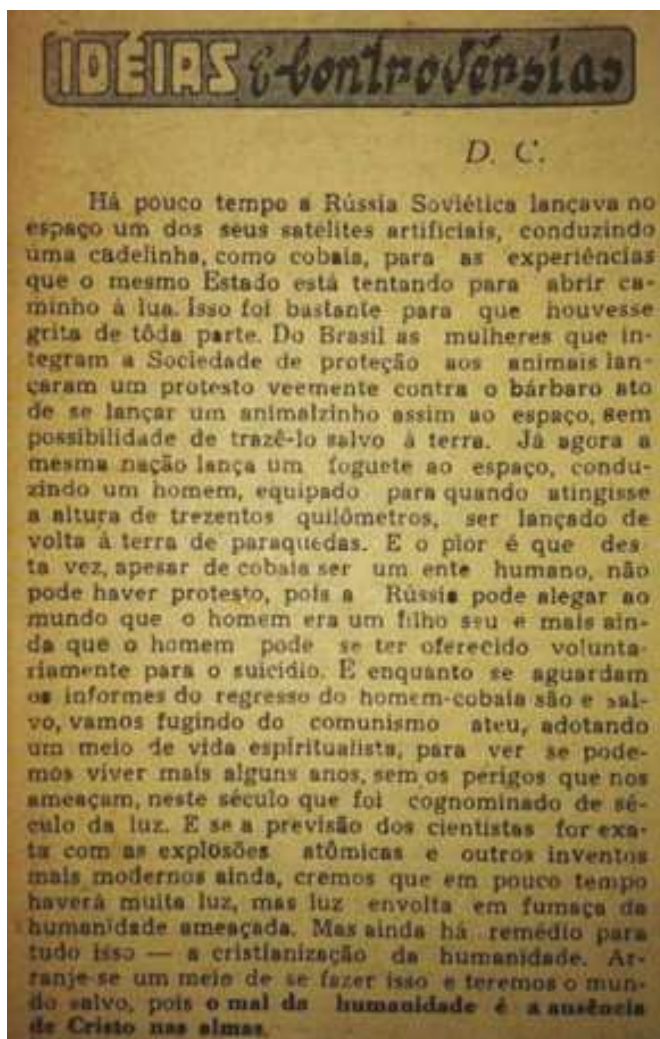 IDÉIAS E Controvérsias
D. C.
Há pouco tempo a Rússia Soviética lançava no
espaço um dos seus satélites artificiais, conduzindo
uma cadelinha, como cobaia, para as experiências
que o mesmo Estado está tentando para abrir ca-
minho à lua. Isso foi bastante para que houvesse
grita de tôda parte. Do Brasil as mulheres que in-
tegram a Sociedade de proteção aos animais lan-
çaram um protesto veemente contra o bárbaro ato
de se lançar um animalzinho assim ao espaço, sem
possibilidade de trazê-lo salvo à terra. Já agora a
mesma nação lança um foguete ao espaço, condu-
zindo um homem, equipado para quando atingisse
a altura de trezentos quilômetros, ser lançado de
volta à terra de paraquedas. E o pior é que des
ta vez, apesar de cobaia ser um ente humano, não
pode haver protesto, pois a Rússia pode alegar ao
mundo que o homem era um filho seu e mais ain-
da que o homem pode se ter oferecido volunta-
riamente para o suicídio. E enquanto se aguardam
os informes do regresso do homem-cobaia são e sal-
vo, vamos fugindo do comunismo ateu, adotando
um meio de vida espiritualista, para ver se pode-
mos viver mais alguns anos, sem os perigos que nos
ameaçam, neste século que foi cognominado de sé-
culo da luz. E se a previsão dos cientistas for exa-
ta com as explosões atômicas e outros inventos
mais modernos ainda, cremos que em pouco tempo
haverá muita luz, mas luz envolta em fumaça da
humanidade ameaçada. Mas ainda há remédio para
tudo isso — a cristianização da humanidade. Ar-
ranje-se um meio de se fazer isso e teremos o mun-
do salvo, pois o mal da humanidade é a ausência
de Cristo nas almas.